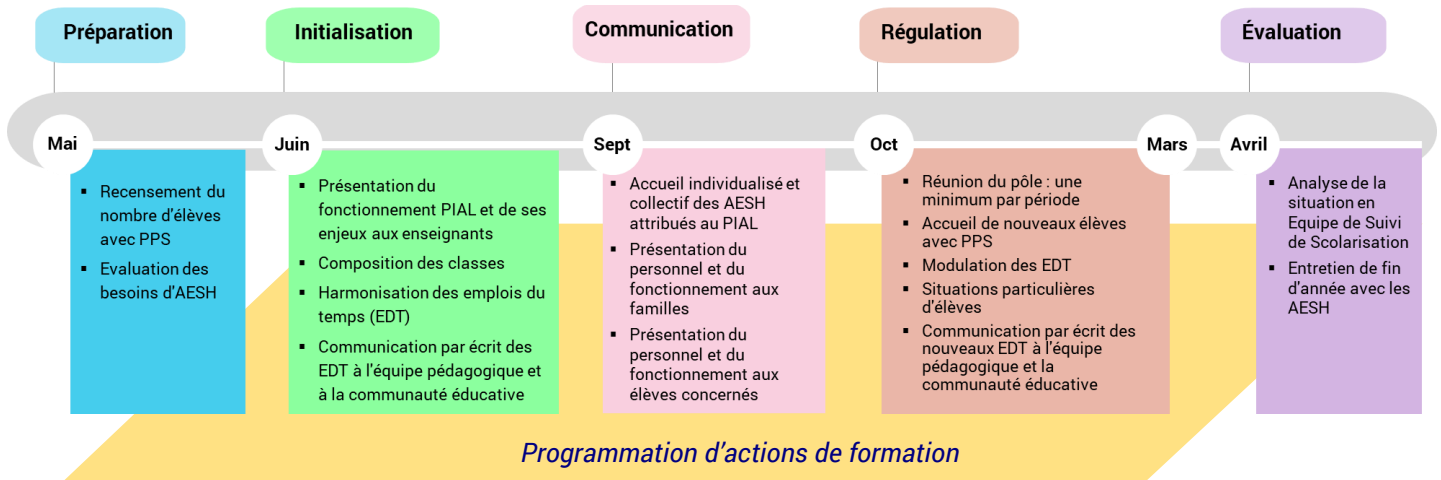 Préparation
Initialisation
Communication
Régulation
Évaluation
Mai
Juin
Sept
Oct
Mars
Avril
▪ Recensement du
nombre d'élèves
avec PPS
▪ Evaluation des
besoins d'AESH
▪ Présentation du
fonctionnement PIAL et de ses
enjeux aux enseignants
▪ Composition des classes
▪ Harmonisation des emplois du
temps (EDT)
▪ Communication par écrit des
EDT à l'équipe pédagogique et
à la communauté éducative
▪ Accueil individualisé et
collectif des AESH
attribués au PIAL
▪ Présentation du
personnel et du
fonctionnement aux
familles
▪ Présentation du
personnel et du
fonctionnement aux
élèves concernés
▪ Réunion du pôle : une
minimum par période
▪ Accueil de nouveaux élèves
avec PPS
▪ Modulation des EDT
▪ Situations particulières
d'élèves
▪ Communication par écrit des
nouveaux EDT à l'équipe
pédagogique et la
communauté éducative
▪ Analyse de la
situation en
Equipe de Suivi
de Scolarisation
▪ Entretien de fin
d'année avec les
AESH
Programmation d'actions de formation